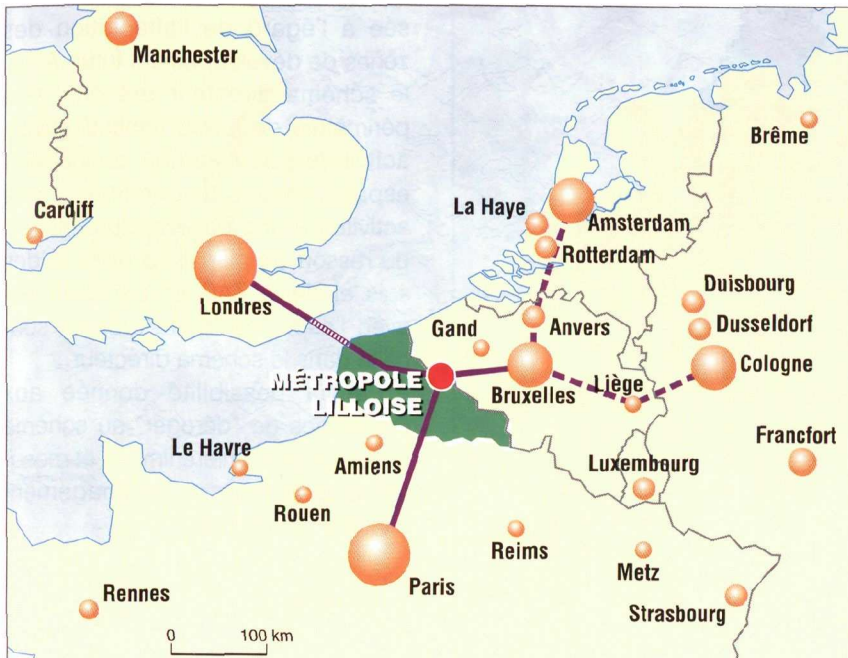 Manchester
Brême
Cardiff
La Haye
Amsterdam
Rotterdam
Londres
Duisbourg
Gand
Anvers
Dusseldorf
MÉTROPOLE
LILLOISE
Bruxelles
Liège
Cologne
Le Havre
Amiens
Luxembourg
Francfort
Rouen
Reims
Metz
Paris
Rennes
Strasbourg
0 100 km